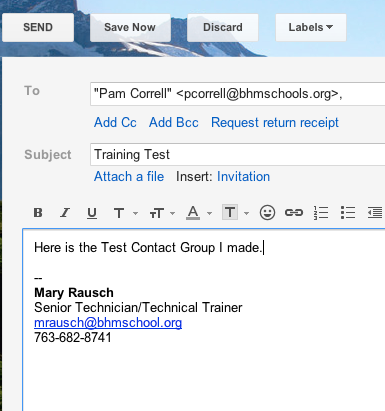 SEND Save Now Discard Labels
To "Pam Correll" <pcorrell@bhmschools.org>,
Add Cc Add Bcc Request return receipt
Subject Training Test
Attach a file Insert: Invitation
B I U T TT A T
Here is the Test Contact Group I made.
--
Mary Rausch
Senior Technician/Technical Trainer
mrausch@bhmschool.org
763-682-8741